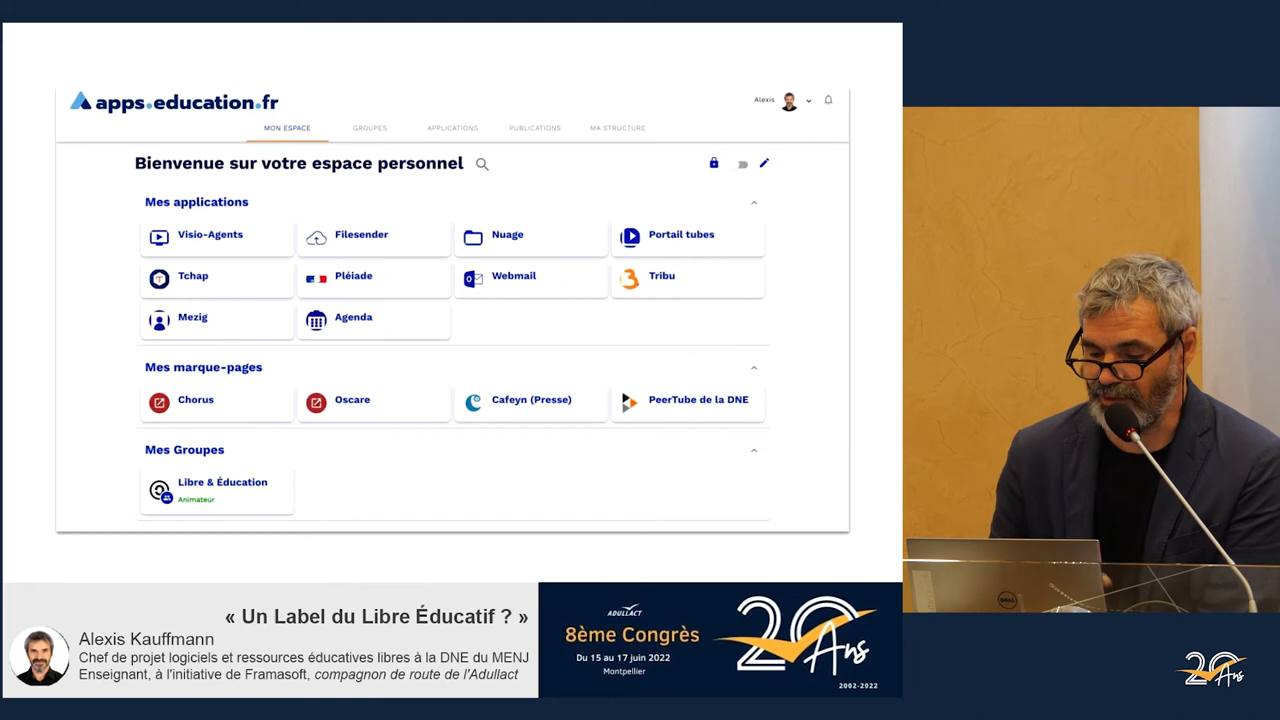 apps.education.fr
Alexis
MON ESPACE GROUPES APPLICATIONS PUBLICATIONS MA STRUCTURE
Bienvenue sur votre espace personnel
Mes applications
Visio-Agents Filesender Nuage Portail tubes
Tchap Pléiade Webmail Tribu
Mezig Agenda
Mes marque-pages
Chorus Oscare Cafeyn (Presse) PeerTube de la DNE
Mes Groupes
Libre & Éducation
Animateur
« Un Label du Libre Éducatif ? »
Alexis Kauffmann
Chef de projet logiciels et ressources éducatives libres à la DNE du MENJ
Enseignant, à l'initiative de Framasoft, compagnon de route de l'Adullact
ADULLACT
8ème Congrès
Du 15 au 17 juin 2022
Montpellier
20 Ans
2002-2022
DELL
20 Ans